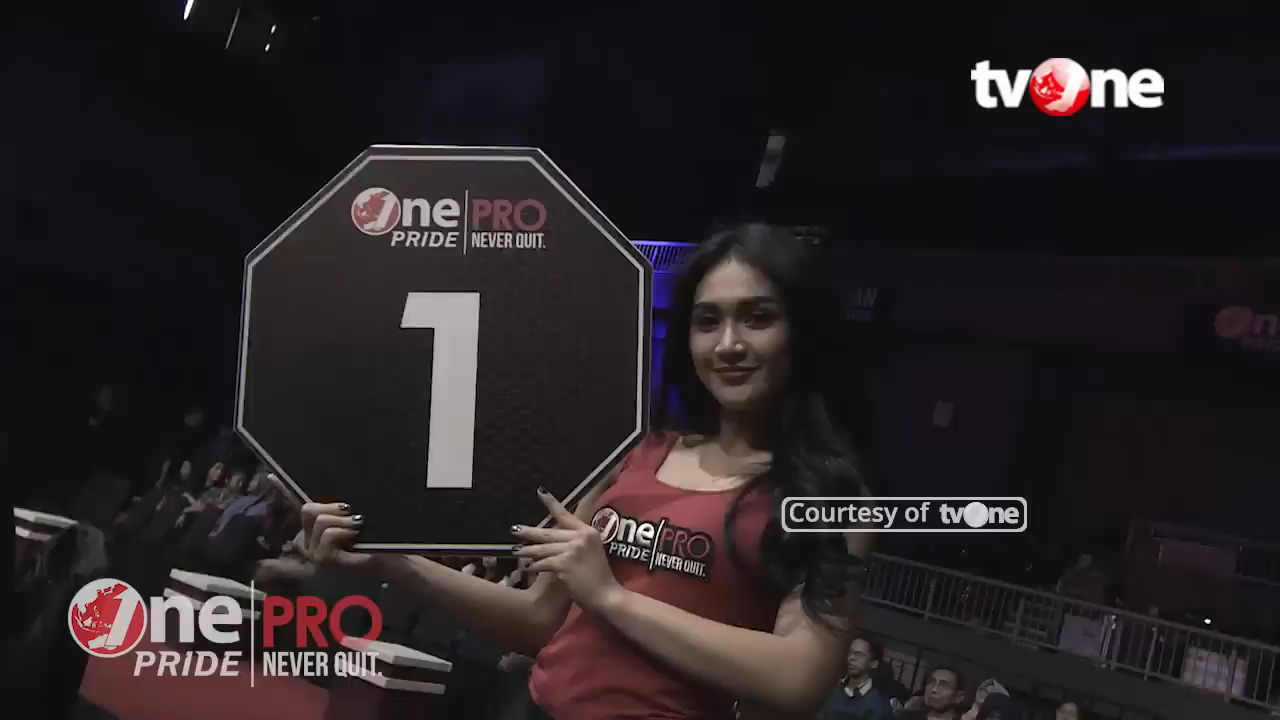 tvOne
One PRO
PRIDE NEVER QUIT.
1
One PRO
PRIDE NEVER QUIT.
Courtesy of tvOne
One PRO
PRIDE NEVER QUIT.